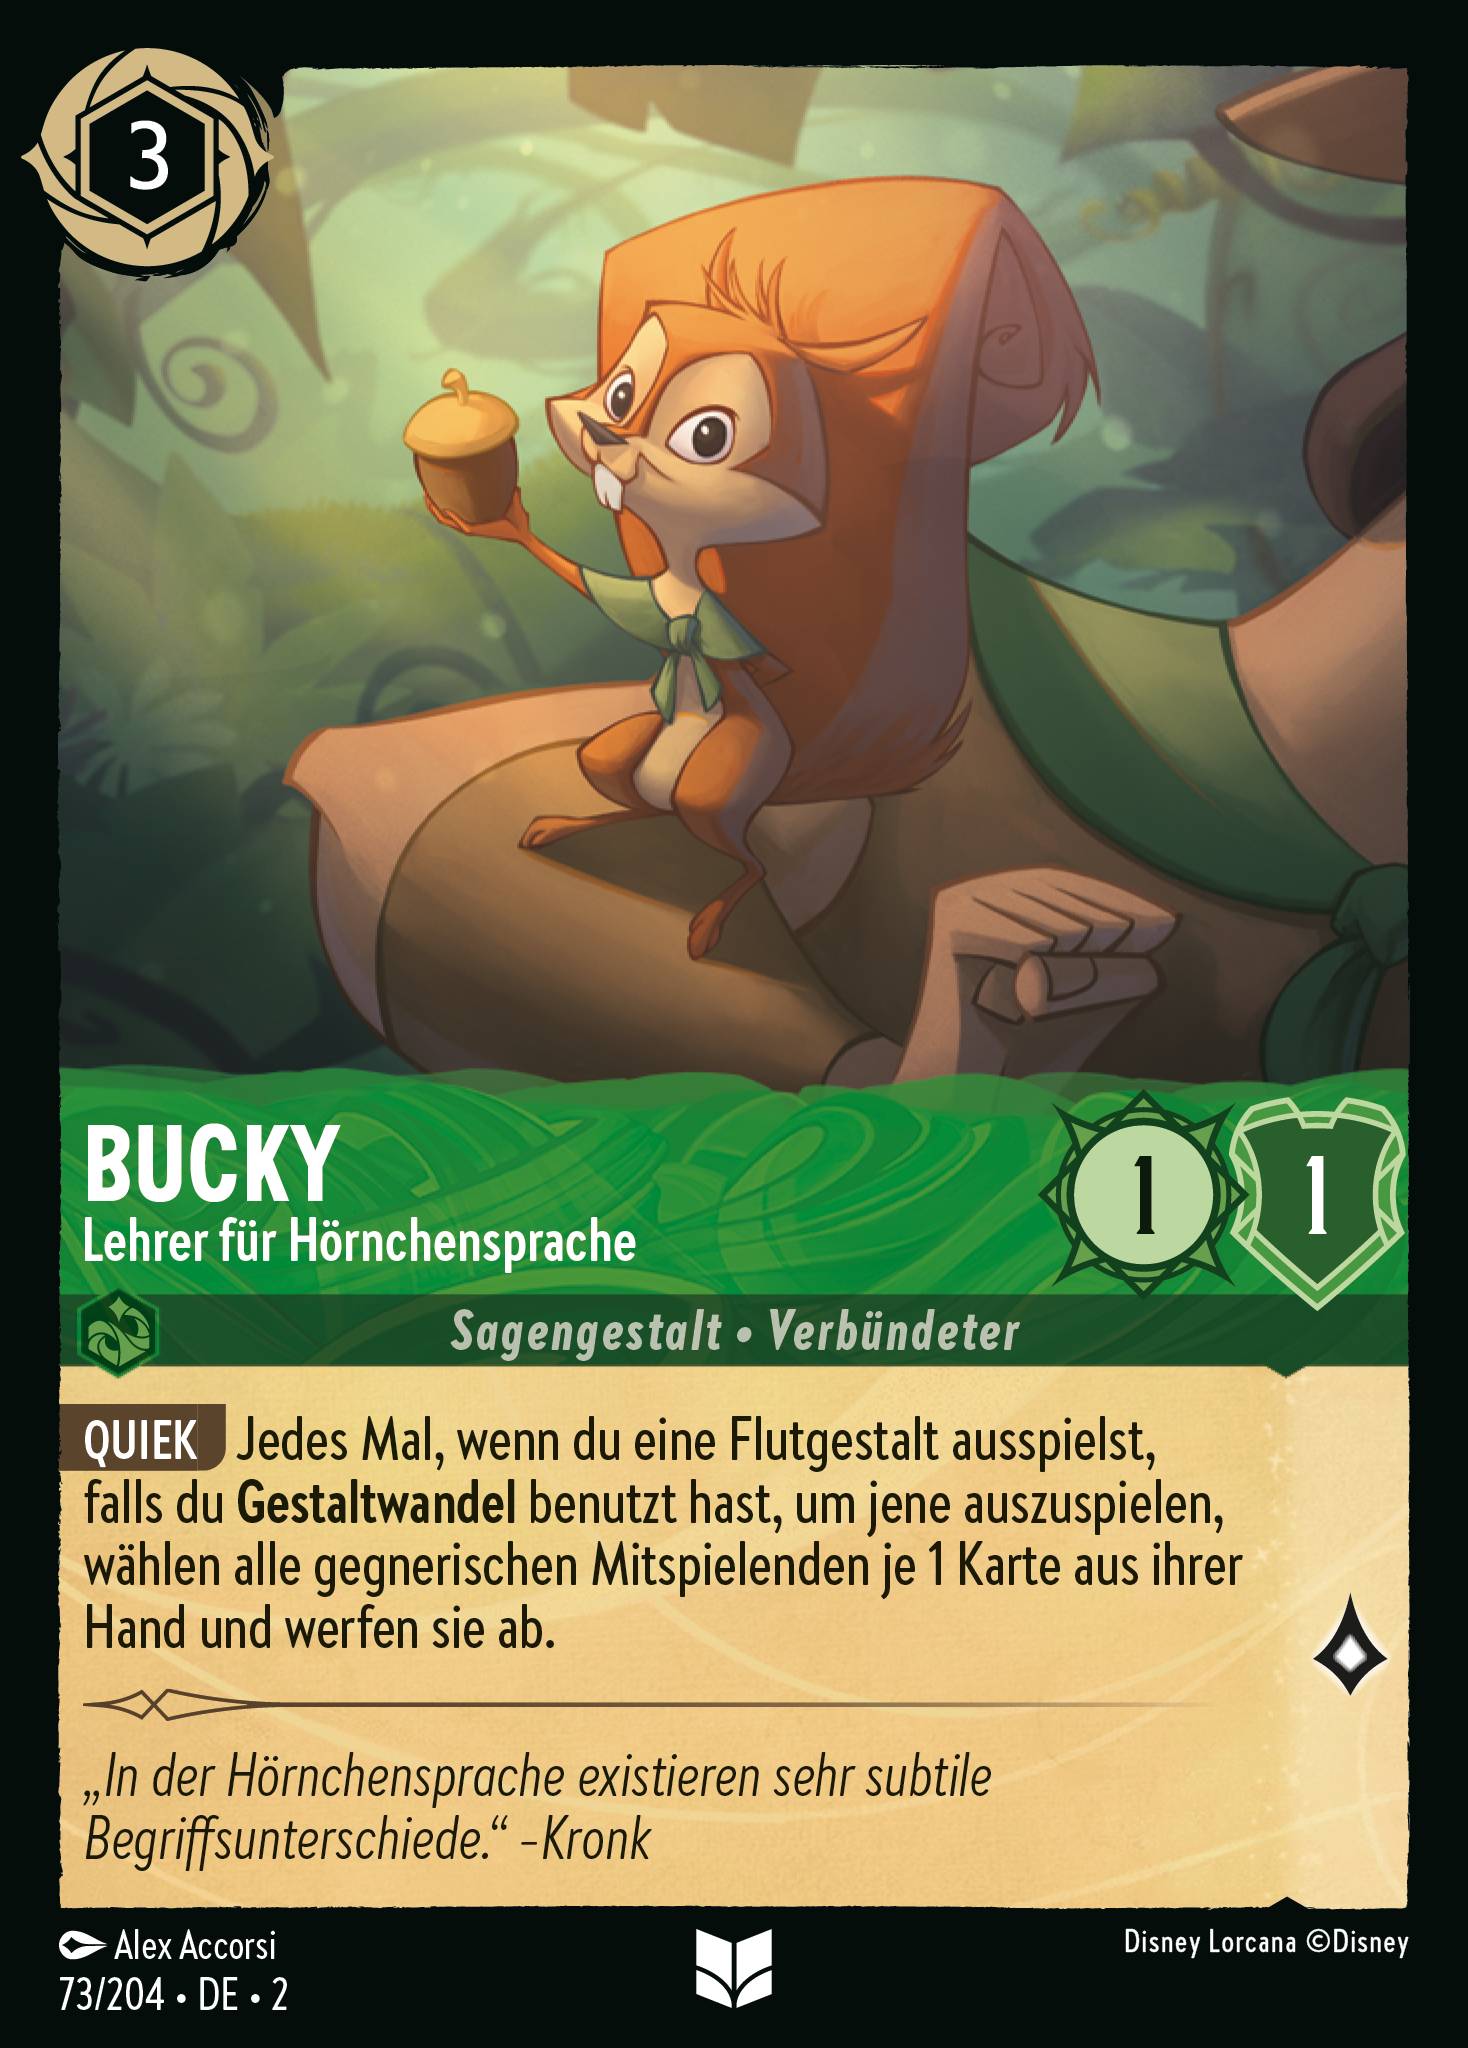 3
BUCKY
Lehrer für Hörnchensprache
1
1
Sagengestalt • Verbündeter
QUIEK Jedes Mal, wenn du eine Flutgestalt ausspielst,
falls du Gestaltwandel benutzt hast, um jene auszuspielen,
wählen alle gegnerischen Mitspielenden je 1 Karte aus ihrer
Hand und werfen sie ab.
„In der Hörnchensprache existieren sehr subtile
Begriffsunterschiede.“ –Kronk
Alex Accorsi
Disney Lorcana ©Disney
73/204 • DE • 2